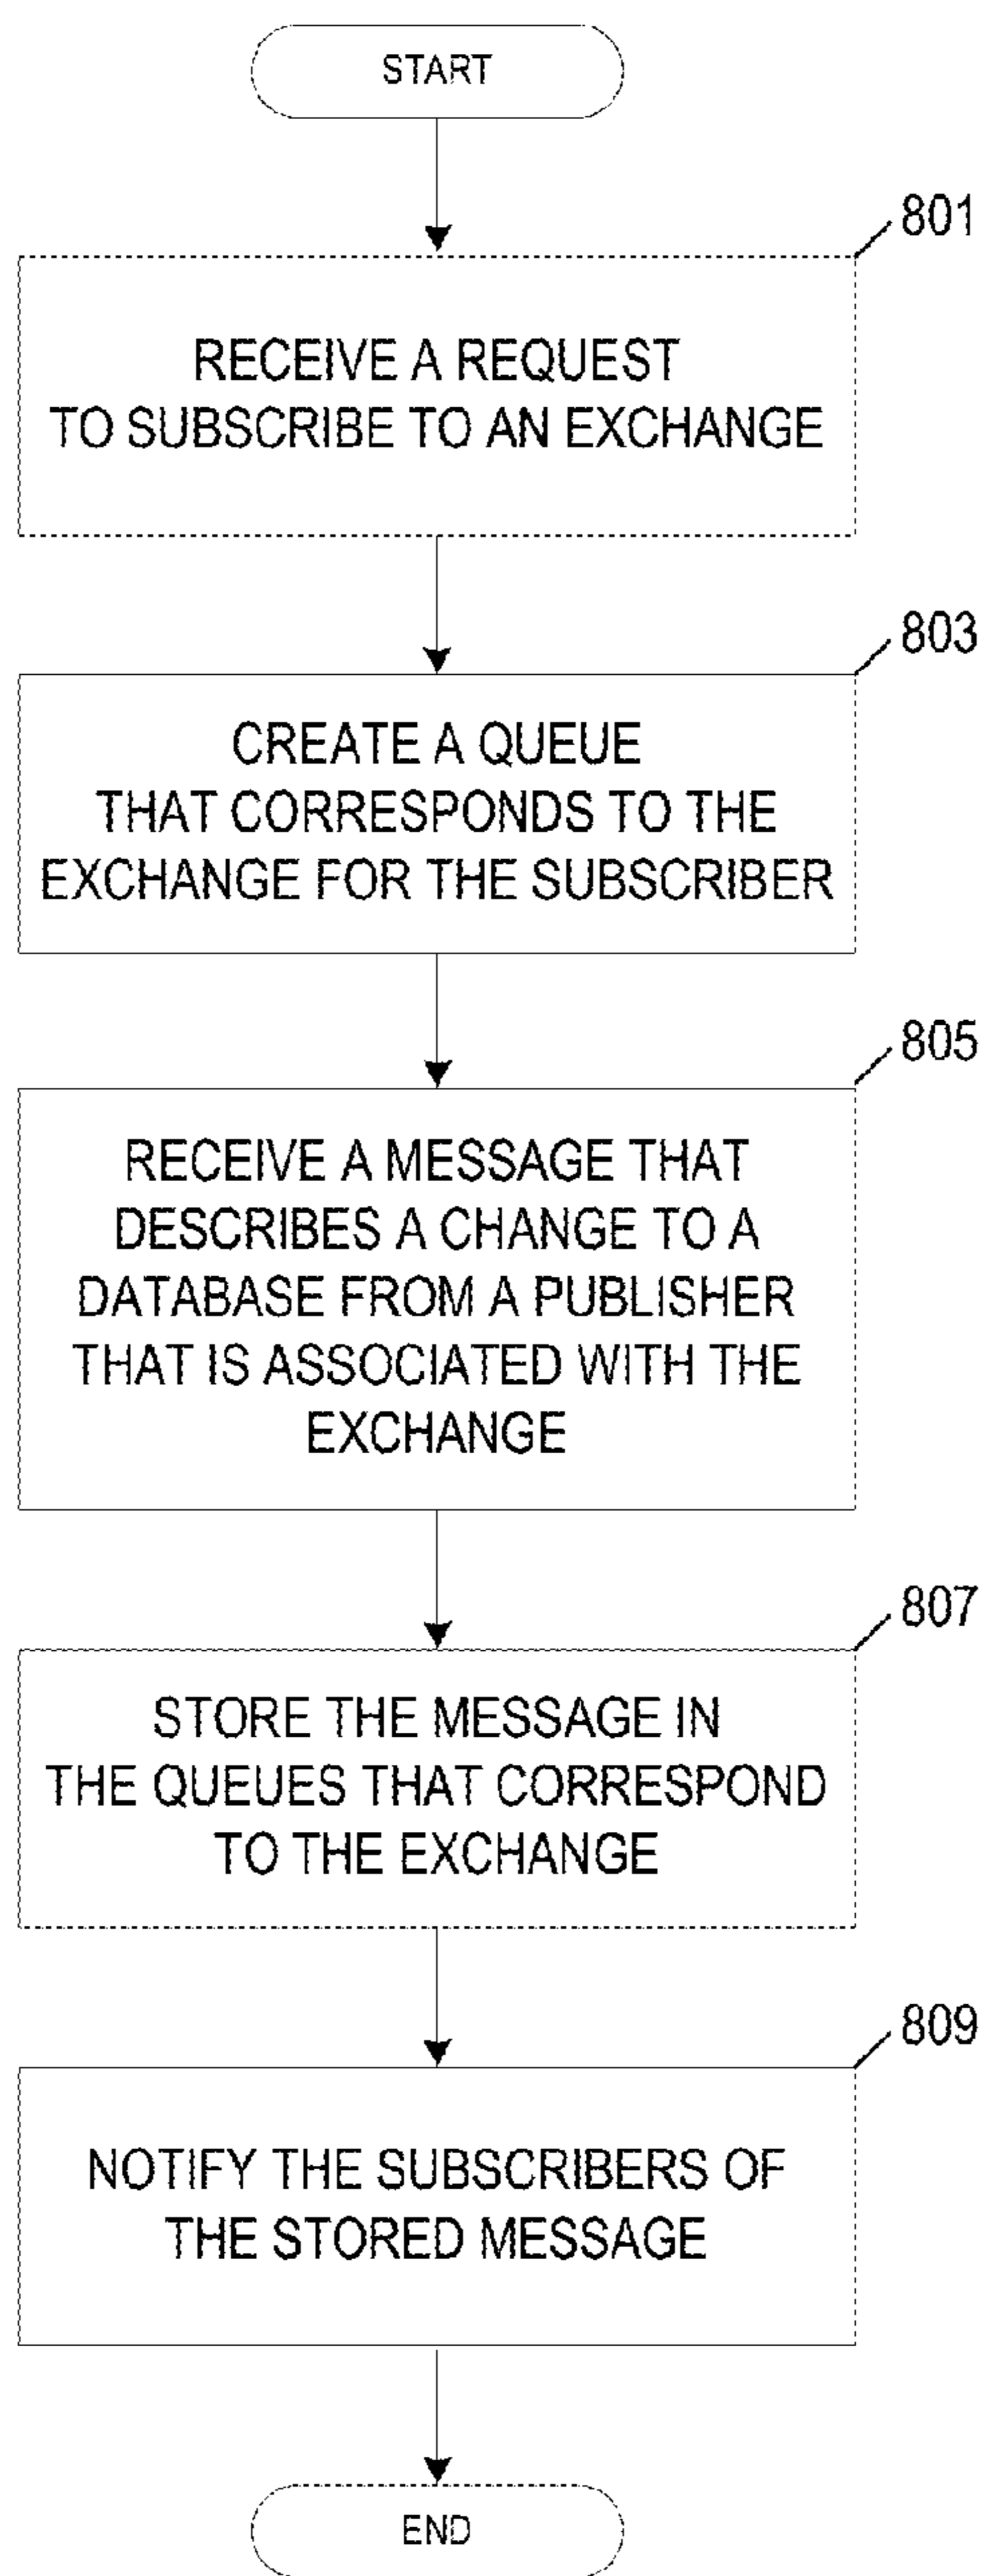 START
801
RECEIVE A REQUEST
TO SUBSCRIBE TO AN EXCHANGE
803
CREATE A QUEUE
THAT CORRESPONDS TO THE
EXCHANGE FOR THE SUBSCRIBER
805
RECEIVE A MESSAGE THAT
DESCRIBES A CHANGE TO A
DATABASE FROM A PUBLISHER
THAT IS ASSOCIATED WITH THE
EXCHANGE
807
STORE THE MESSAGE IN
THE QUEUES THAT CORRESPOND
TO THE EXCHANGE
809
NOTIFY THE SUBSCRIBERS OF
THE STORED MESSAGE
END